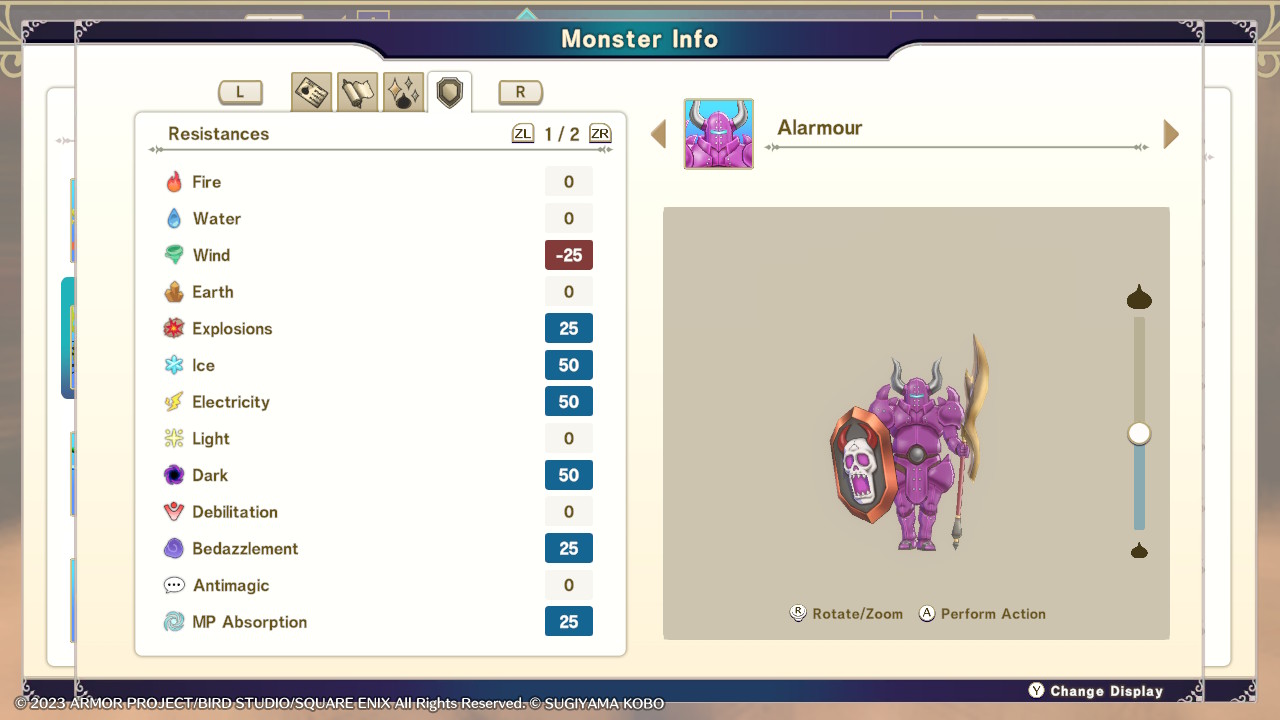 Monster Info
L
R
Resistances
ZL 1 / 2 ZR
Fire 0
Water 0
Wind -25
Earth 0
Explosions 25
Ice 50
Electricity 50
Light 0
Dark 50
Debilitation 0
Bedazzlement 25
Antimagic 0
MP Absorption 25
Alarmour
R Rotate/Zoom A Perform Action
Y Change Display
© 2023 ARMOR PROJECT/BIRD STUDIO/SQUARE ENIX All Rights Reserved. © SUGIYAMA KOBO